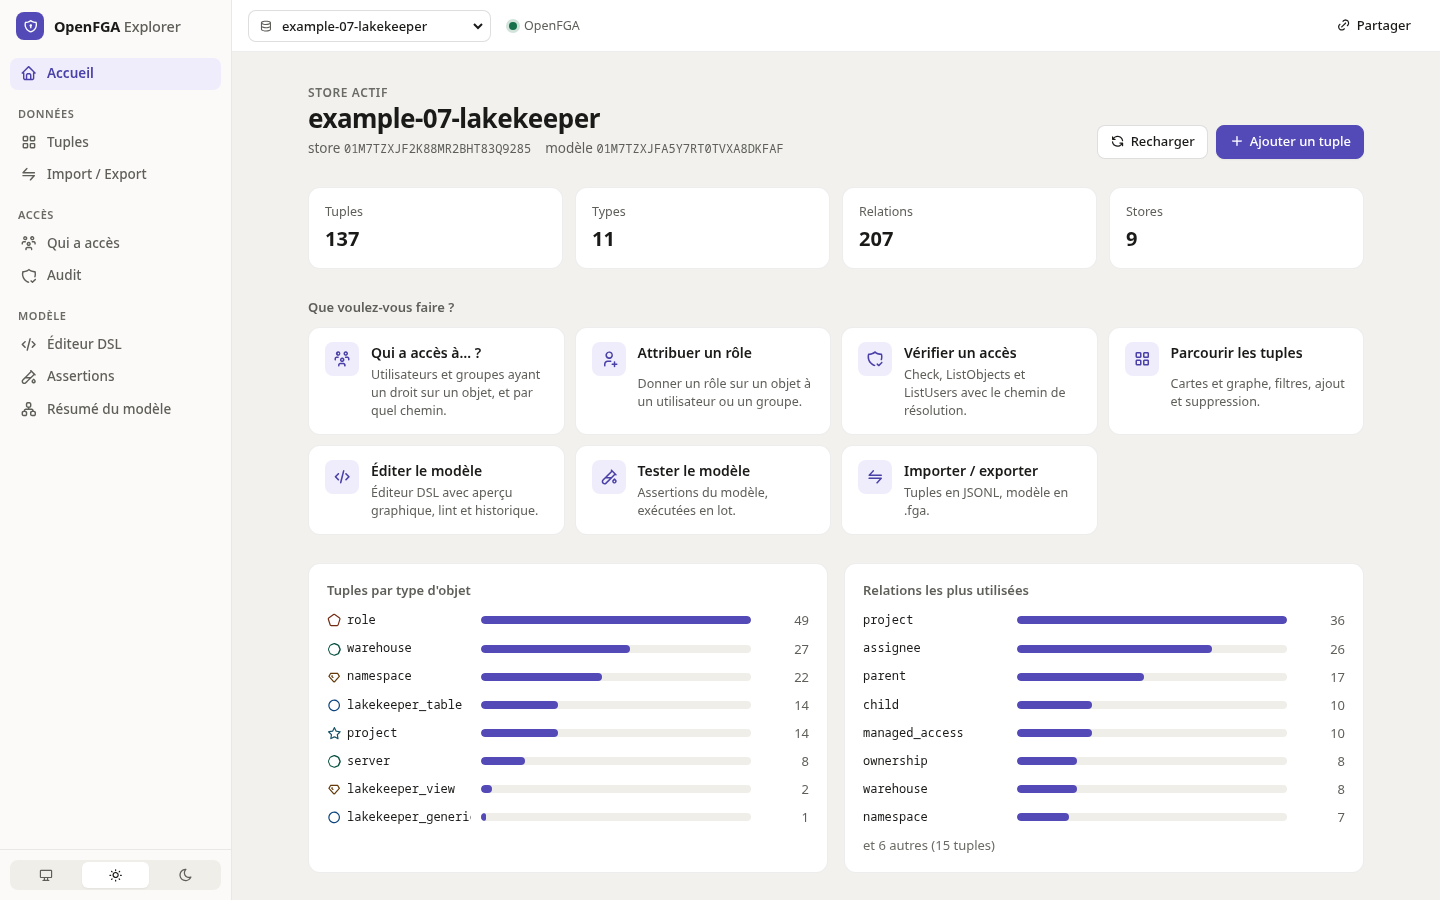 OpenFGA Explorer
Accueil
DONNÉES
Tuples
Import / Export
ACCÈS
Qui a accès
Audit
MODÈLE
Éditeur DSL
Assertions
Résumé du modèle
example-07-lakekeeper
OpenFGA
Partager
STORE ACTIF
example-07-lakekeeper
store 01M7TZXJF2K88MR2BHT83Q9285 modèle 01M7TZXJFA5Y7RT0TVXA8DKFAF
Recharger
Ajouter un tuple
Tuples
137
Types
11
Relations
207
Stores
9
Que voulez-vous faire ?
Qui a accès à... ?
Utilisateurs et groupes ayant
un droit sur un objet, et par
quel chemin.
Attribuer un rôle
Donner un rôle sur un objet à
un utilisateur ou un groupe.
Vérifier un accès
Check, ListObjects et
ListUsers avec le chemin de
résolution.
Parcourir les tuples
Cartes et graphe, filtres, ajout
et suppression.
Éditer le modèle
Éditeur DSL avec aperçu
graphique, lint et historique.
Tester le modèle
Assertions du modèle,
exécutées en lot.
Importer / exporter
Tuples en JSONL, modèle en
.fga.
Tuples par type d'objet
role 49
warehouse 27
namespace 22
lakekeeper_table 14
project 14
server 8
lakekeeper_view 2
lakekeeper_generic 1
Relations les plus utilisées
project 36
assignee 26
parent 17
child 10
managed_access 10
ownership 8
warehouse 8
namespace 7
et 6 autres (15 tuples)